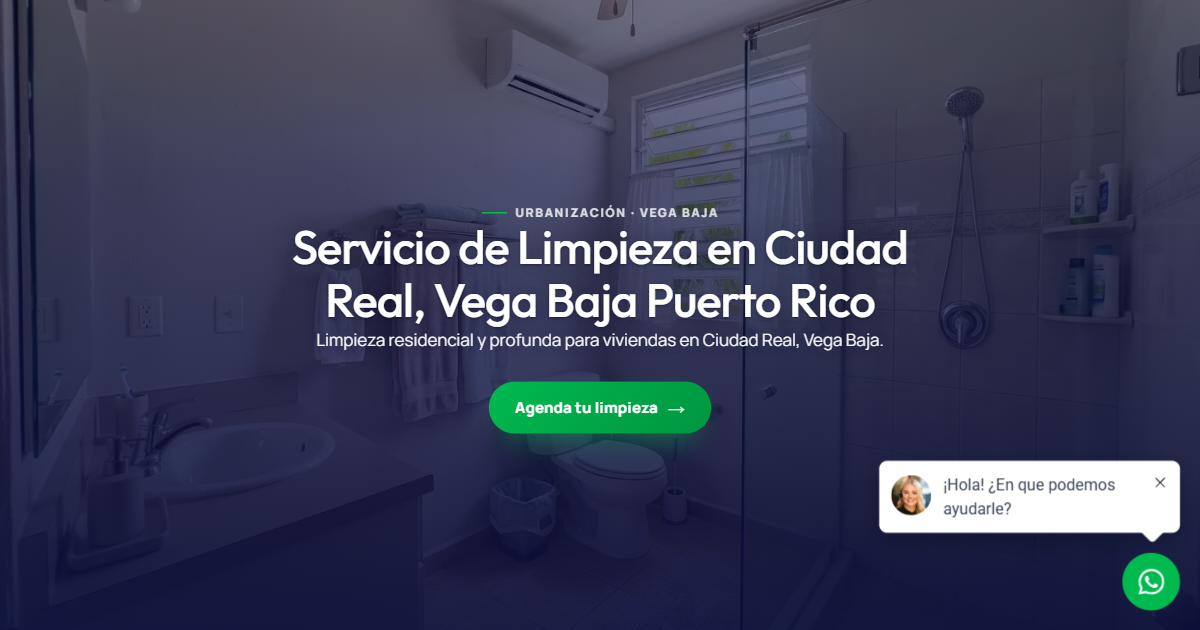 URBANIZACIÓN · VEGA BAJA
Servicio de Limpieza en Ciudad
Real, Vega Baja Puerto Rico
Limpieza residencial y profunda para viviendas en Ciudad Real, Vega Baja.
Agenda tu limpieza →
¡Hola! ¿En que podemos
ayudarle?